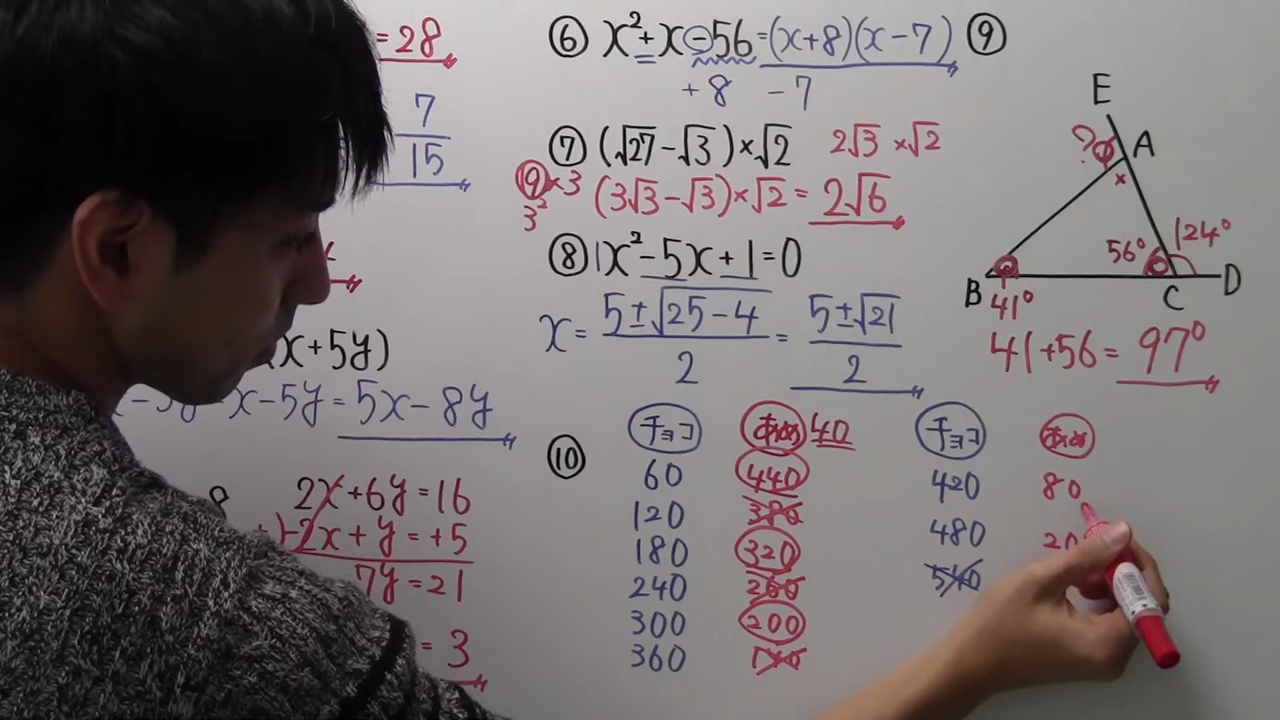 =28
7
15
⑥ x²+x-56=(x+8)(x-7)
+8 -7
⑦ (√27-√3)×√2 2√3 ×√2
⑨×3 (3√3-√3)×√2= 2√6
3²
⑧ 1x²-5x+1=0
x= 5±√25-4 = 5±√21
2 2
x+5y)
-x-5y=5x-8y
2x+6y=16
+)-2x+y=+5
7y=21
=3
⑨
E
A
?
×
56° 124°
B C D
41°
41+56= 97°
⑩
チョコ あめ 40
60 440
120 380
180 320
240 260
300 200
360 140
チョコ あめ
420 80
480 20
540